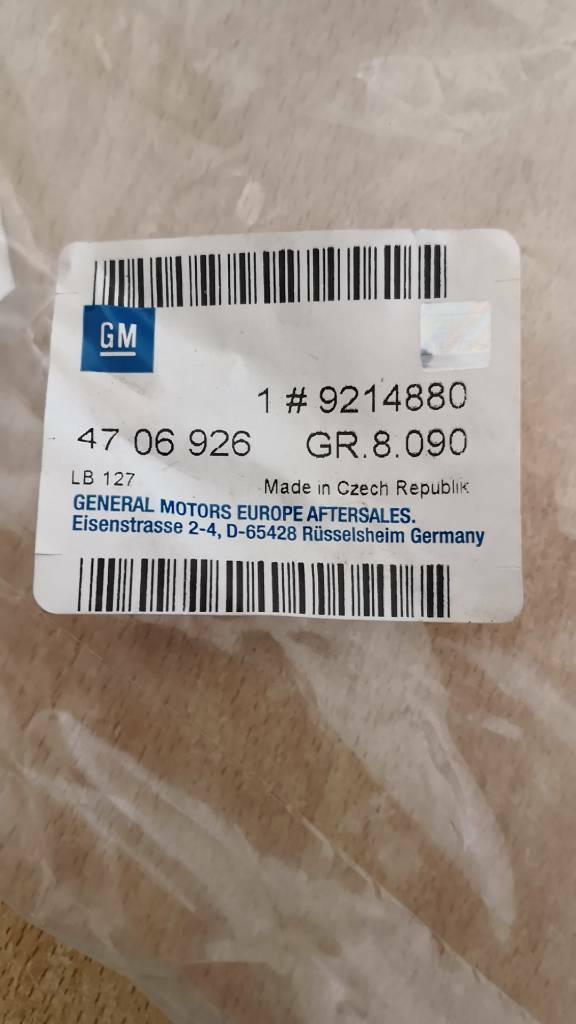 GM
1 # 9214880
47 06 926 GR.8.090
LB 127 Made in Czech Republik
GENERAL MOTORS EUROPE AFTERSALES.
Eisenstrasse 2-4, D-65428 Rüsselsheim Germany